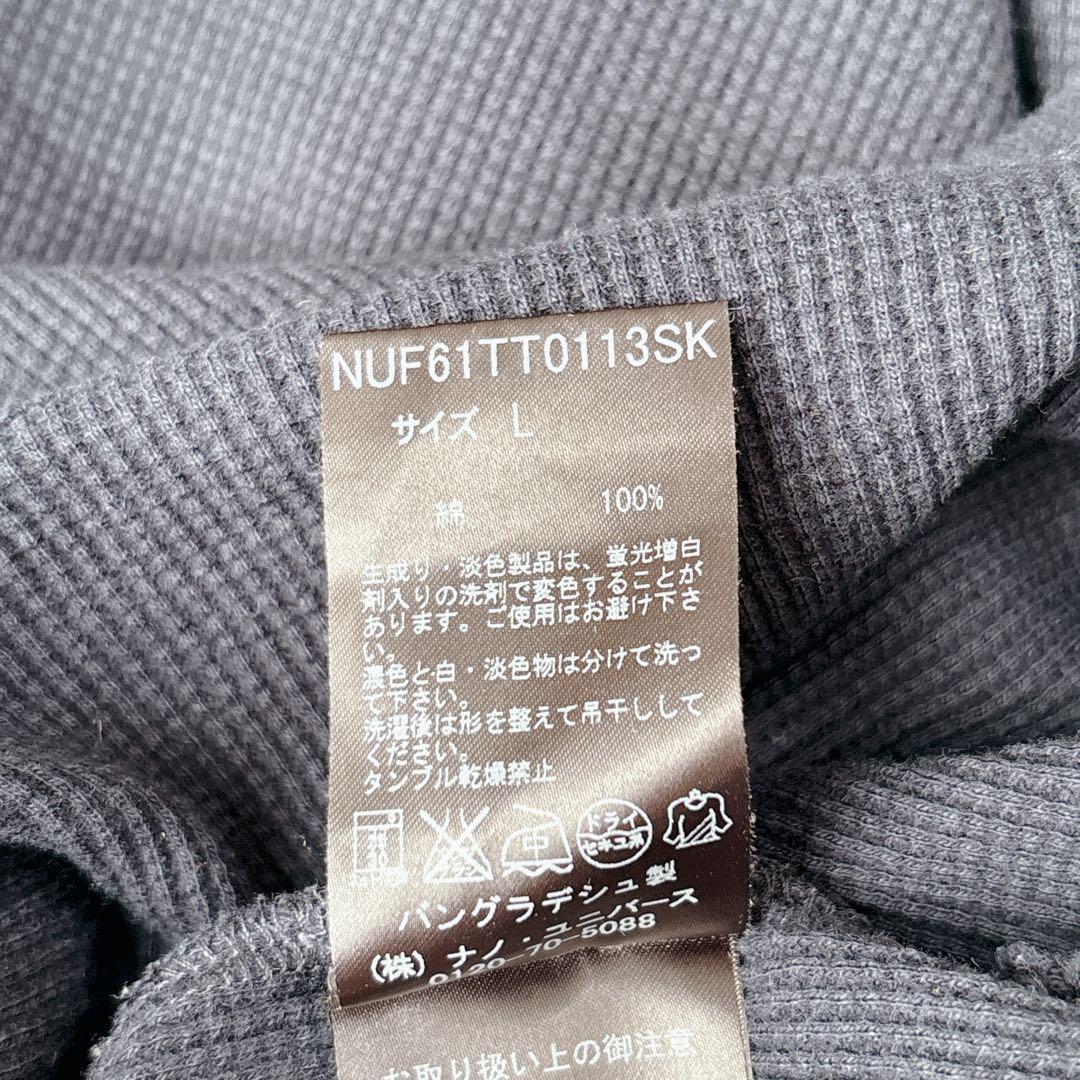 NUF61TT0113SK
サイズ L
綿 100%
生成り・淡色製品は、蛍光増白
剤入りの洗剤で変色することが
あります。ご使用はお避け下さ
い。
濃色と白・淡色物は分けて洗っ
て下さい。
洗濯後は形を整えて吊干しして
ください。
タンブル乾燥禁止
中
ドライ
セキユ系
バングラデシュ製
(株) ナノ・ユニバース
0120-70-5088
お取り扱い上の御注意